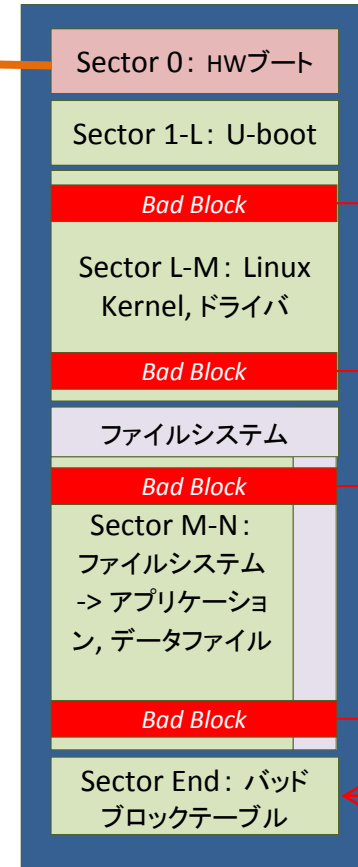 Sector 0: HWブート
Sector 1-L: U-boot
Bad Block
Sector L-M: Linux
Kernel, ドライバ
Bad Block
ファイルシステム
Bad Block
Sector M-N:
ファイルシステム
-> アプリケーショ
ン, データファイル
Bad Block
Sector End: バッド
ブロックテーブル